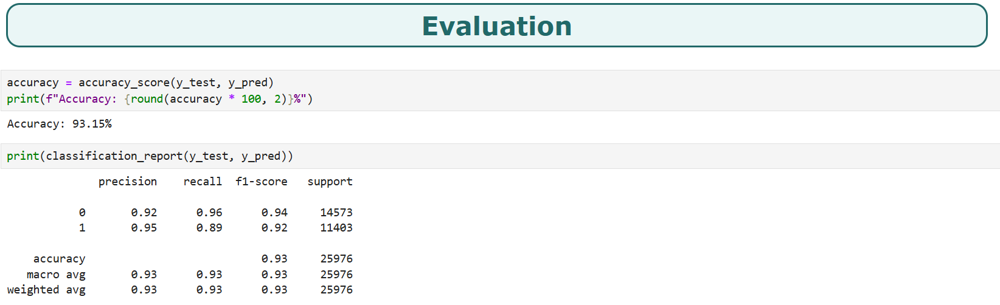 Evaluation
accuracy = accuracy_score(y_test, y_pred)
print(f"Accuracy: {round(accuracy * 100, 2)}%")
Accuracy: 93.15%
print(classification_report(y_test, y_pred))
precision recall f1-score support
0 0.92 0.96 0.94 14573
1 0.95 0.89 0.92 11403
accuracy 0.93 25976
macro avg 0.93 0.93 0.93 25976
weighted avg 0.93 0.93 0.93 25976